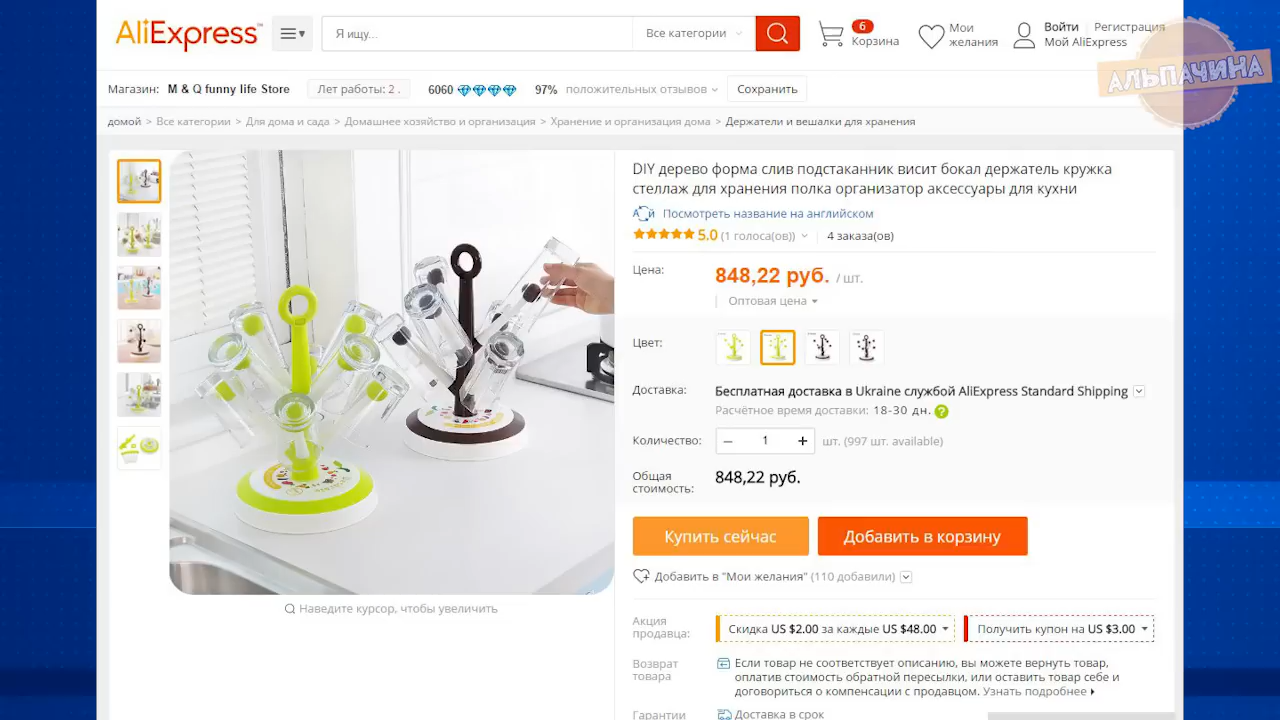 AliExpress™
Я ищу...
Все категории
6
Корзина
Мои
желания
Войти
Регистрация
Мой AliExpress
АЛЬПАЧИНА
Магазин: M & Q funny life Store
Лет работы: 2 .
6060
97% положительных отзывов
Сохранить
домой > Все категории > Для дома и сада > Домашнее хозяйство и организация > Хранение и организация дома > Держатели и вешалки для хранения
DIY дерево форма слив подстаканник висит бокал держатель кружка
стеллаж для хранения полка организатор аксессуары для кухни
Посмотреть название на английском
5.0 (1 голоса(ов)) 4 заказа(ов)
Цена: 848,22 руб. / шт.
Оптовая цена
Цвет:
Доставка: Бесплатная доставка в Ukraine службой AliExpress Standard Shipping
Расчётное время доставки: 18-30 дн. ?
Количество: − 1 + шт. (997 шт. available)
Общая
стоимость:
848,22 руб.
Купить сейчас
Добавить в корзину
Добавить в "Мои желания" (110 добавили)
Наведите курсор, чтобы увеличить
Акция
продавца:
Скидка US $2.00 за каждые US $48.00
Получить купон на US $3.00
Возврат
товара
Если товар не соответствует описанию, вы можете вернуть товар,
оплатив стоимость обратной пересылки, или оставить товар себе и
договориться о компенсации с продавцом. Узнать подробнее
Гарантии
Доставка в срок